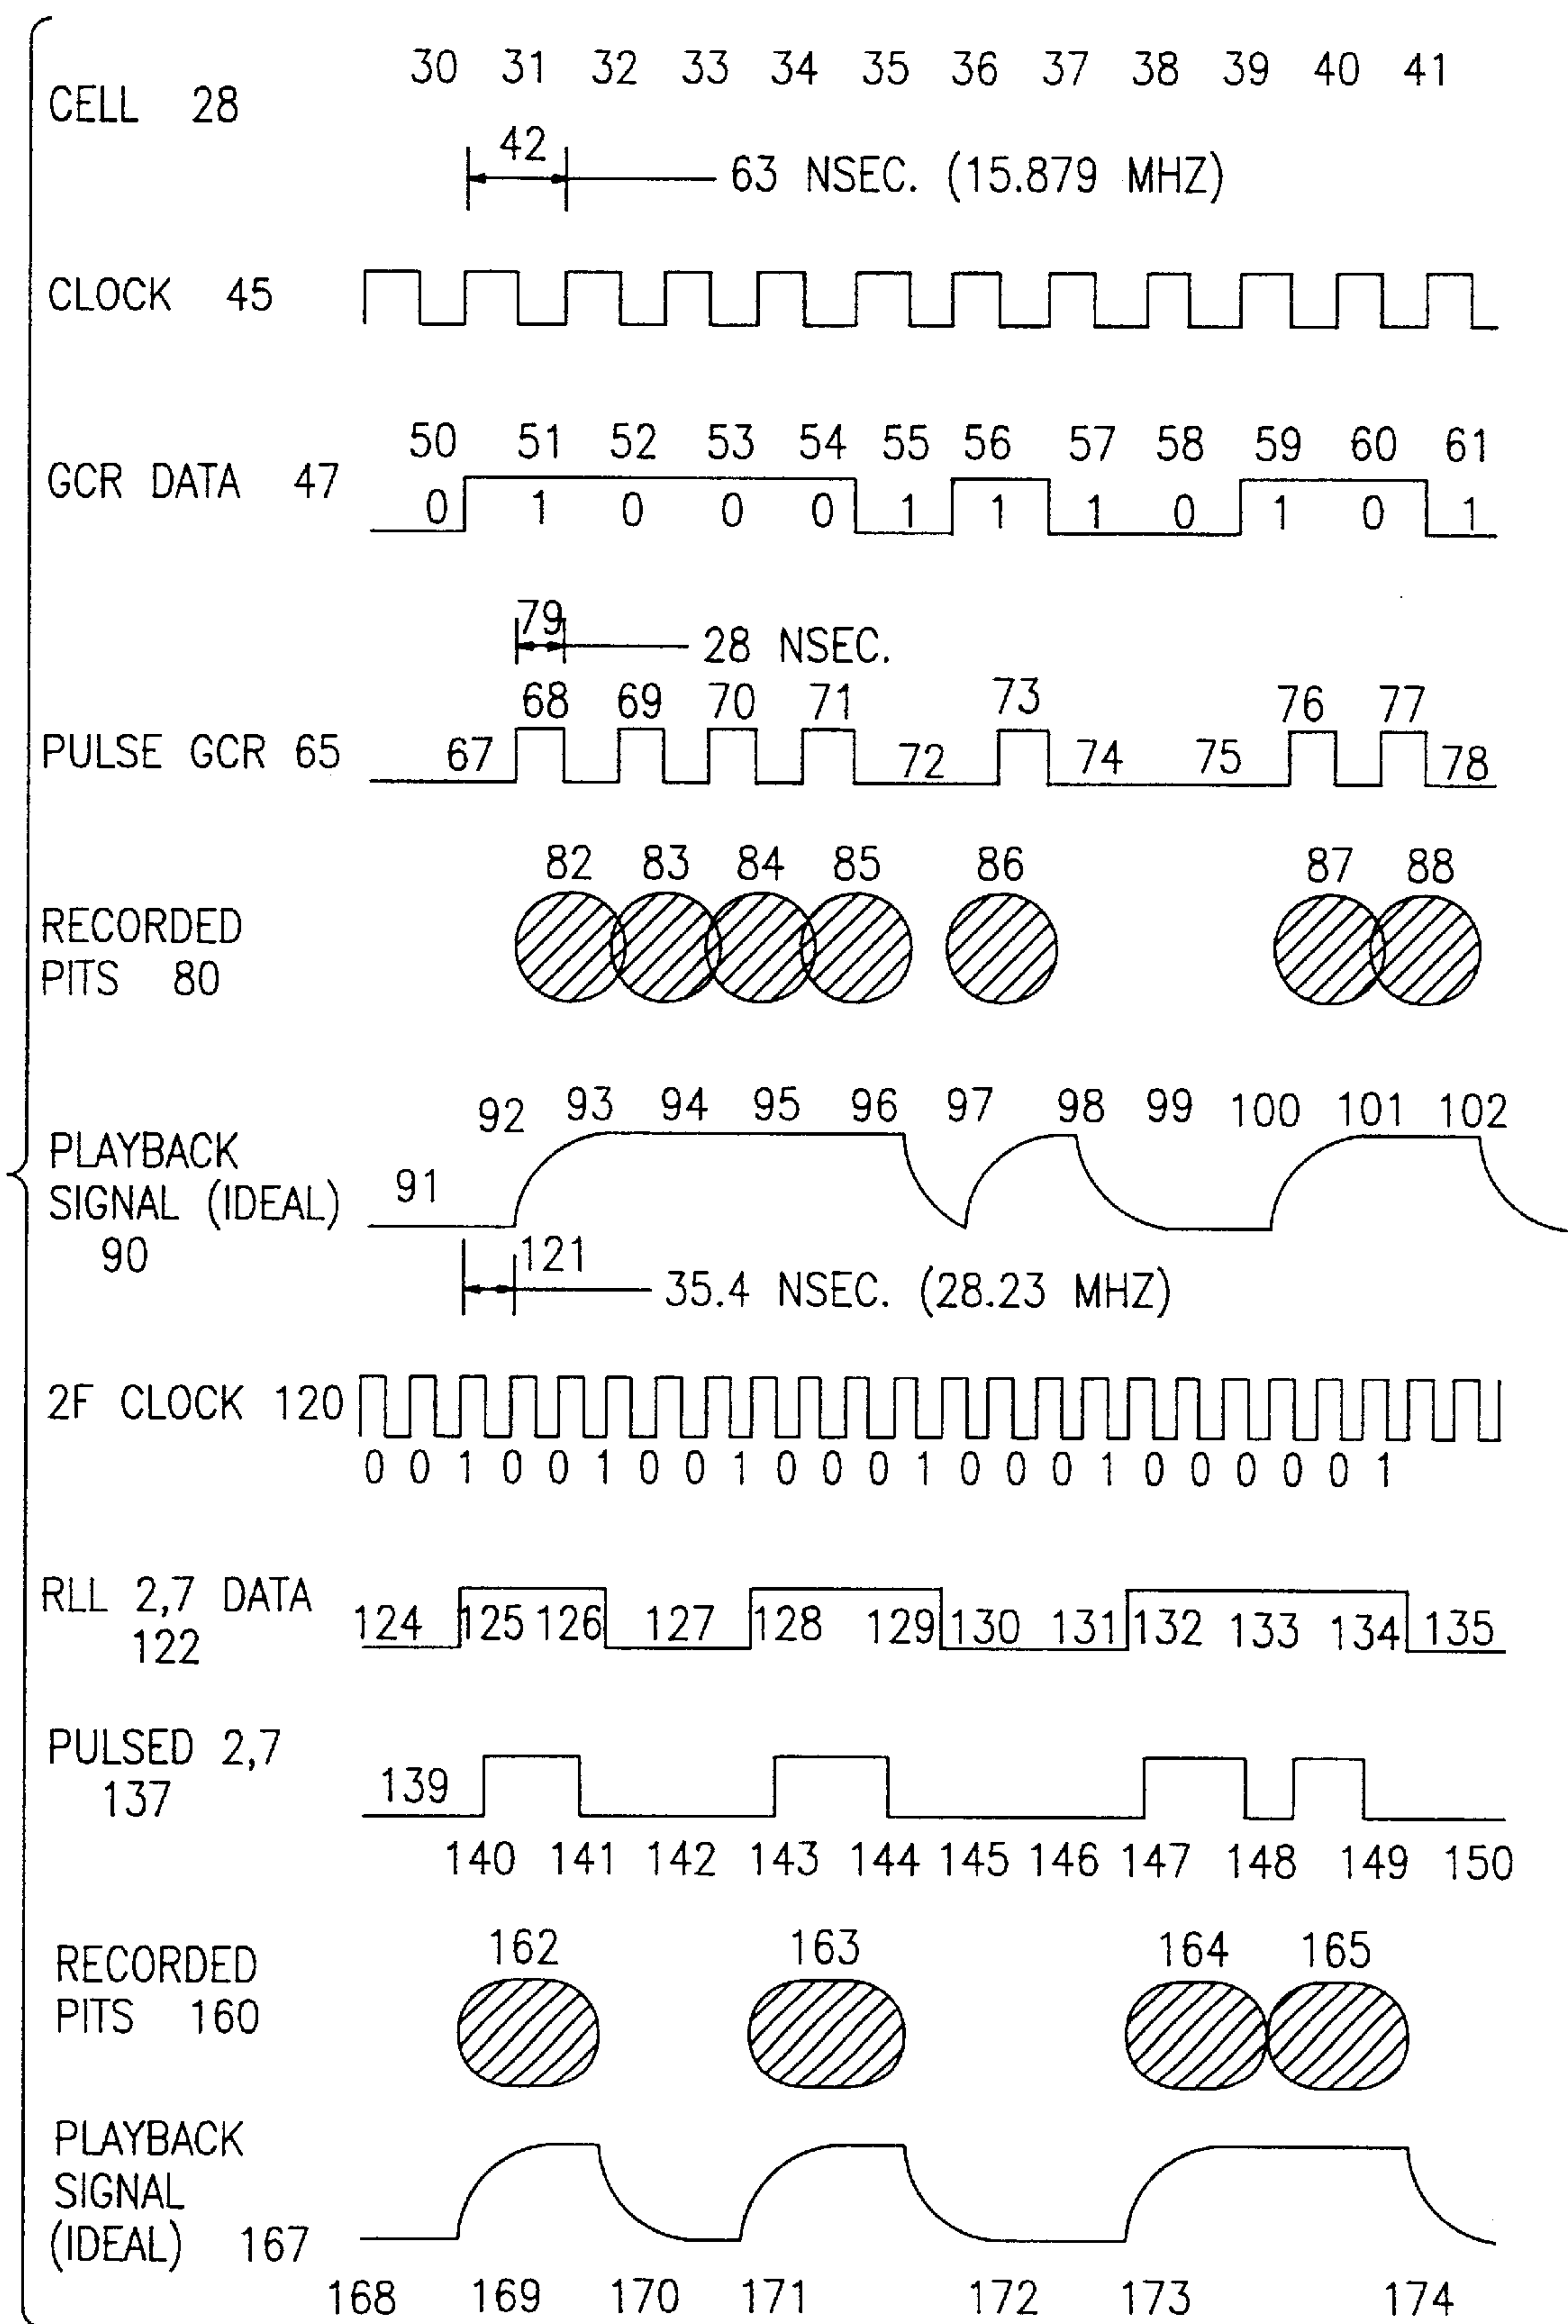 30 31 32 33 34 35 36 37 38 39 40 41
CELL 28
42
63 NSEC. (15.879 MHZ)
CLOCK 45
50 51 52 53 54 55 56 57 58 59 60 61
GCR DATA 47
0 1 0 0 0 1 1 1 0 1 0 1
79
28 NSEC.
68 69 70 71 73 76 77
PULSE GCR 65
67 72 74 75 78
82 83 84 85 86 87 88
RECORDED
PITS 80
92 93 94 95 96 97 98 99 100 101 102
PLAYBACK
SIGNAL (IDEAL)
90
91
121
35.4 NSEC. (28.23 MHZ)
2F CLOCK 120
0 0 1 0 0 1 0 0 1 0 0 0 1 0 0 0 1 0 0 0 0 0 1
RLL 2,7 DATA
122
124 125 126 127 128 129 130 131 132 133 134 135
PULSED 2,7
137
139
140 141 142 143 144 145 146 147 148 149 150
162 163 164 165
RECORDED
PITS 160
PLAYBACK
SIGNAL
(IDEAL) 167
168 169 170 171 172 173 174